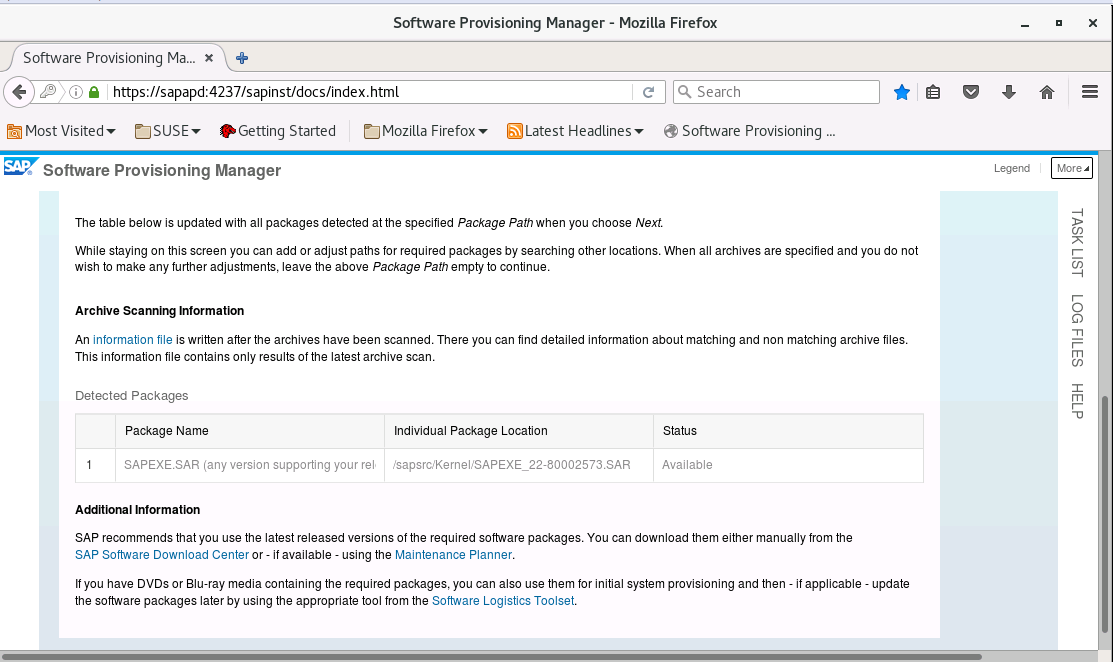 Software Provisioning Manager - Mozilla Firefox
Software Provisioning Ma...
https://sapapd:4237/sapinst/docs/index.html
Search
Most Visited
SUSE
Getting Started
Mozilla Firefox
Latest Headlines
Software Provisioning ...
SAP Software Provisioning Manager
Legend
More
The table below is updated with all packages detected at the specified Package Path when you choose Next.
While staying on this screen you can add or adjust paths for required packages by searching other locations. When all archives are specified and you do not
wish to make any further adjustments, leave the above Package Path empty to continue.
Archive Scanning Information
An information file is written after the archives have been scanned. There you can find detailed information about matching and non matching archive files.
This information file contains only results of the latest archive scan.
Detected Packages
Package Name Individual Package Location Status
1 SAPEXE.SAR (any version supporting your rel /sapsrc/Kernel/SAPEXE_22-80002573.SAR Available
Additional Information
SAP recommends that you use the latest released versions of the required software packages. You can download them either manually from the
SAP Software Download Center or - if available - using the Maintenance Planner.
If you have DVDs or Blu-ray media containing the required packages, you can also use them for initial system provisioning and then - if applicable - update
the software packages later by using the appropriate tool from the Software Logistics Toolset.
TASK LIST
LOG FILES
HELP